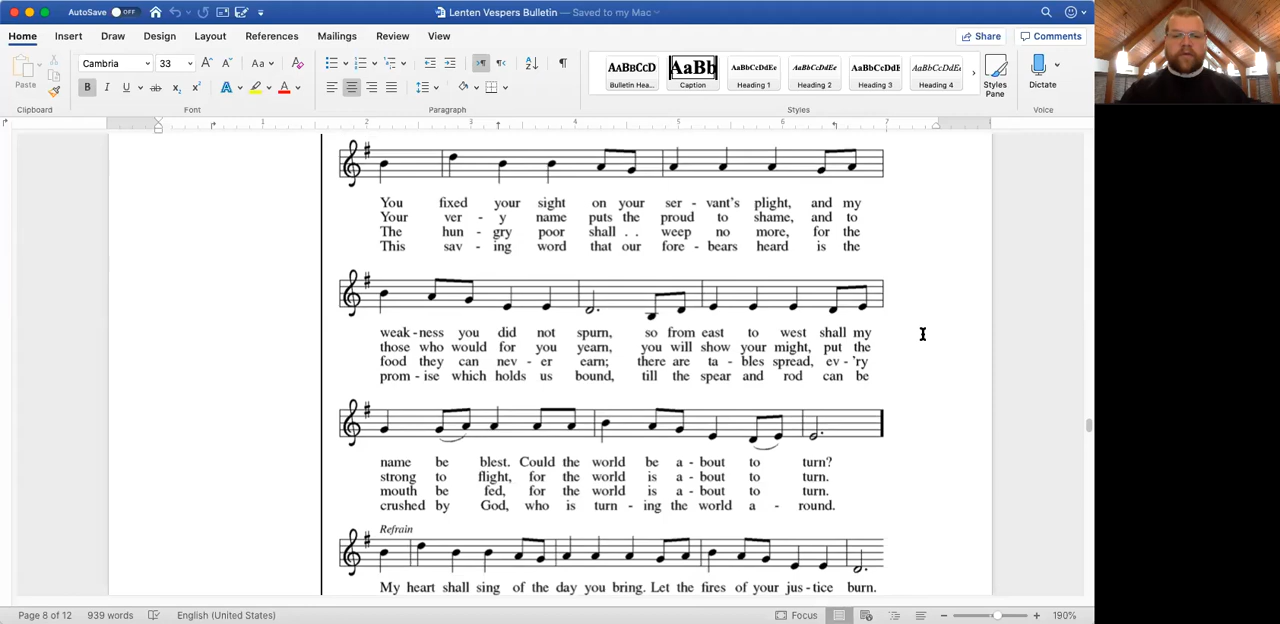 AutoSave OFF Lenten Vespers Bulletin — Saved to my Mac
Home Insert Draw Design Layout References Mailings Review View Share Comments
Paste Cambria 33 Aa AaBbCcD AaBb AaBbCcDdEe AaBbCcDdEe AaBbCcDdEe AaBbCcDdEe Styles Pane Dictate
Bulletin Hea... Caption Heading 1 Heading 2 Heading 3 Heading 4
Clipboard Font Paragraph Styles Voice
1 2 3 4 5 6 7
You fixed your sight on your ser - vant's plight, and my
Your ver - y name puts the proud to shame, and to
The hun - gry poor shall . . weep no more, for the
This sav - ing word that our fore - bears heard is the
weak - ness you did not spurn, so from east to west shall my
those who would for you yearn, you will show your might, put the
food they can nev - er earn; there are ta - bles spread, ev - 'ry
prom - ise which holds us bound, till the spear and rod can be
name be blest. Could the world be a - bout to turn?
strong to flight, for the world is a - bout to turn.
mouth be fed, for the world is a - bout to turn.
crushed by God, who is turn - ing the world a - round.
Refrain
My heart shall sing of the day you bring. Let the fires of your jus - tice burn.
Page 8 of 12 939 words English (United States) Focus 190%